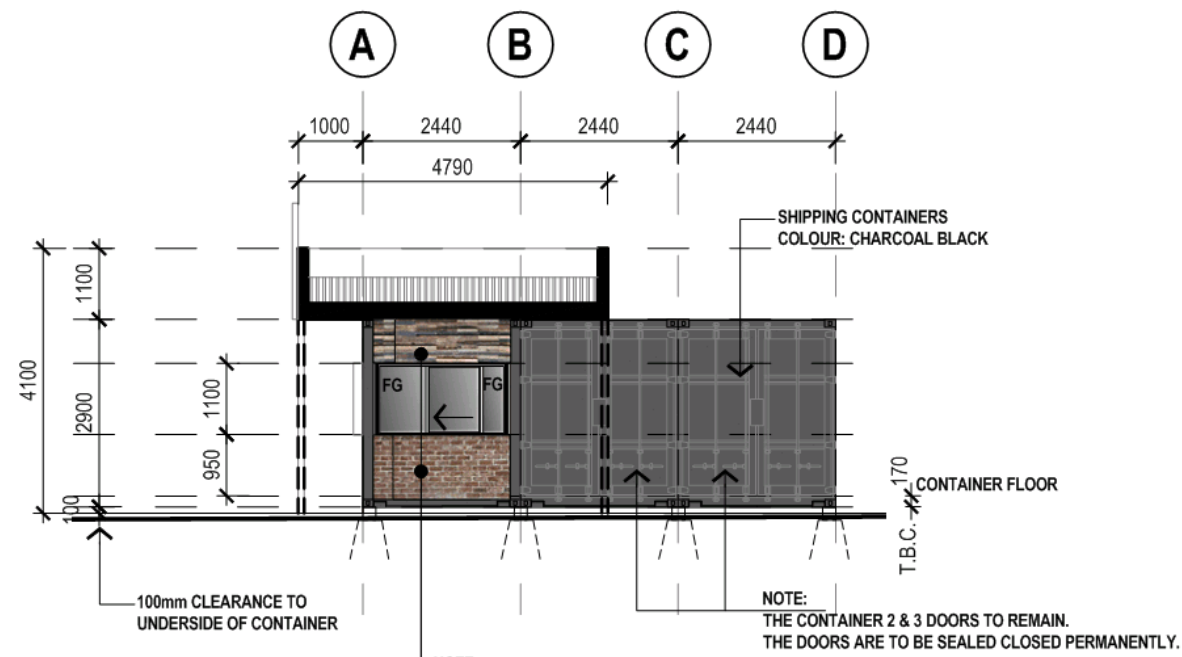 A B C D
1000 2440 2440 2440
4790
SHIPPING CONTAINERS
COLOUR: CHARCOAL BLACK
1100
4100
2900
1100
950
100
FG FG
170
CONTAINER FLOOR
T.B.C.
100mm CLEARANCE TO
UNDERSIDE OF CONTAINER
NOTE:
THE CONTAINER 2 & 3 DOORS TO REMAIN.
THE DOORS ARE TO BE SEALED CLOSED PERMANENTLY.